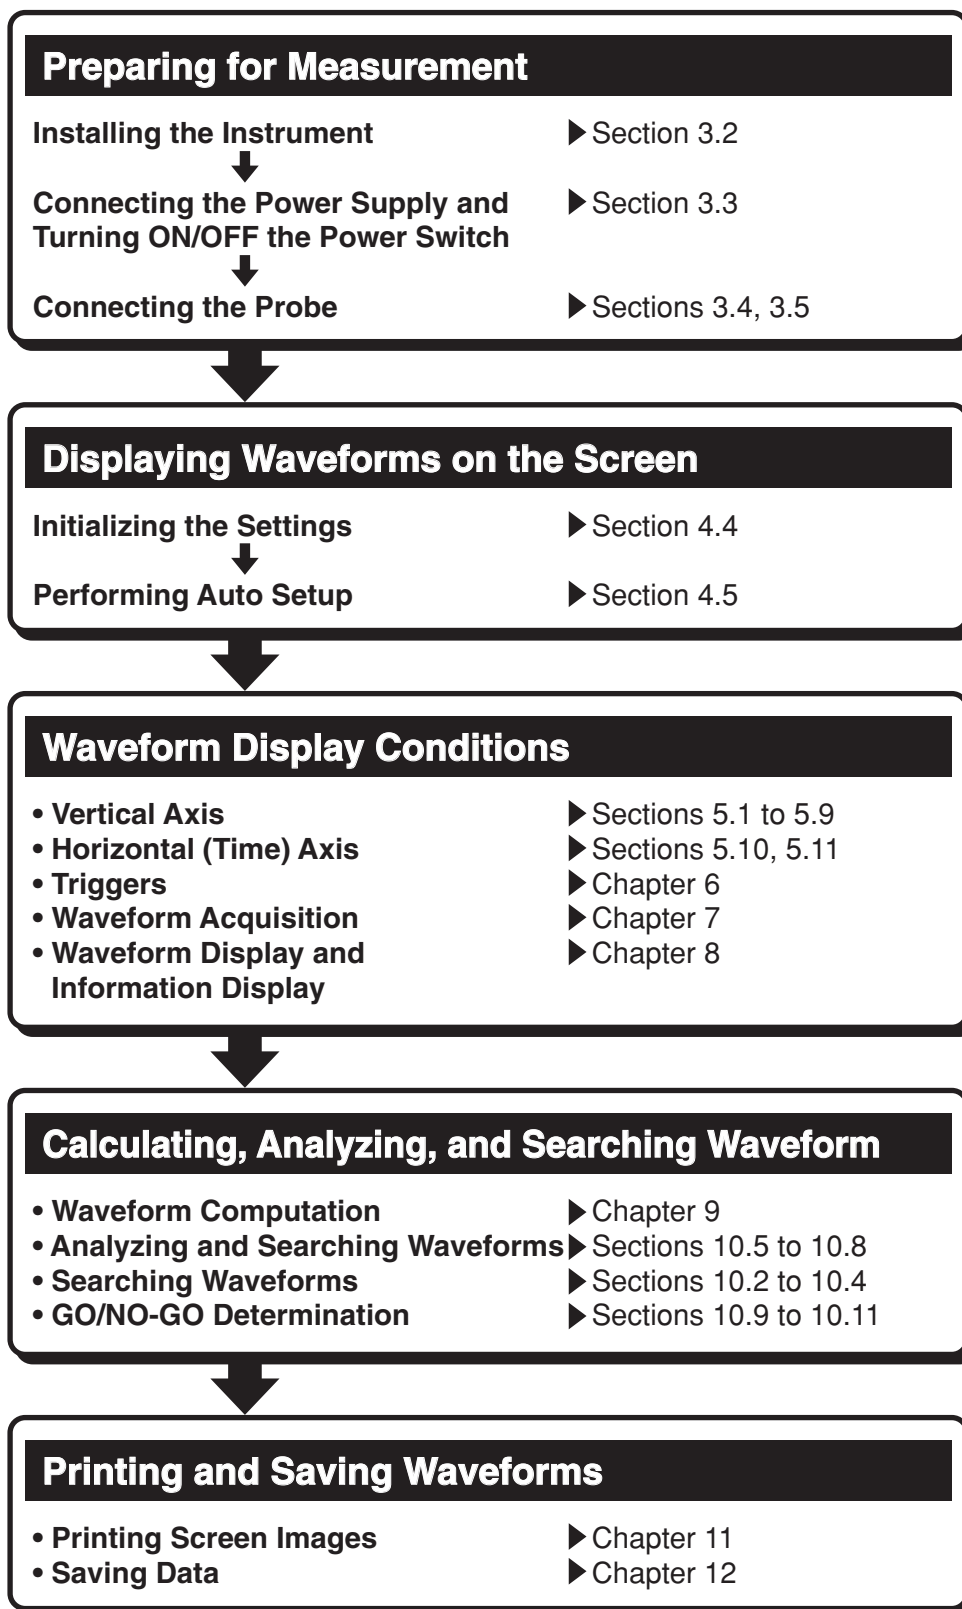 Preparing for Measurement
Installing the Instrument ▶ Section 3.2
Connecting the Power Supply and ▶ Section 3.3
Turning ON/OFF the Power Switch
Connecting the Probe ▶ Sections 3.4, 3.5
Displaying Waveforms on the Screen
Initializing the Settings ▶ Section 4.4
Performing Auto Setup ▶ Section 4.5
Waveform Display Conditions
• Vertical Axis ▶ Sections 5.1 to 5.9
• Horizontal (Time) Axis ▶ Sections 5.10, 5.11
• Triggers ▶ Chapter 6
• Waveform Acquisition ▶ Chapter 7
• Waveform Display and ▶ Chapter 8
Information Display
Calculating, Analyzing, and Searching Waveform
• Waveform Computation ▶ Chapter 9
• Analyzing and Searching Waveforms ▶ Sections 10.5 to 10.8
• Searching Waveforms ▶ Sections 10.2 to 10.4
• GO/NO-GO Determination ▶ Sections 10.9 to 10.11
Printing and Saving Waveforms
• Printing Screen Images ▶ Chapter 11
• Saving Data ▶ Chapter 12